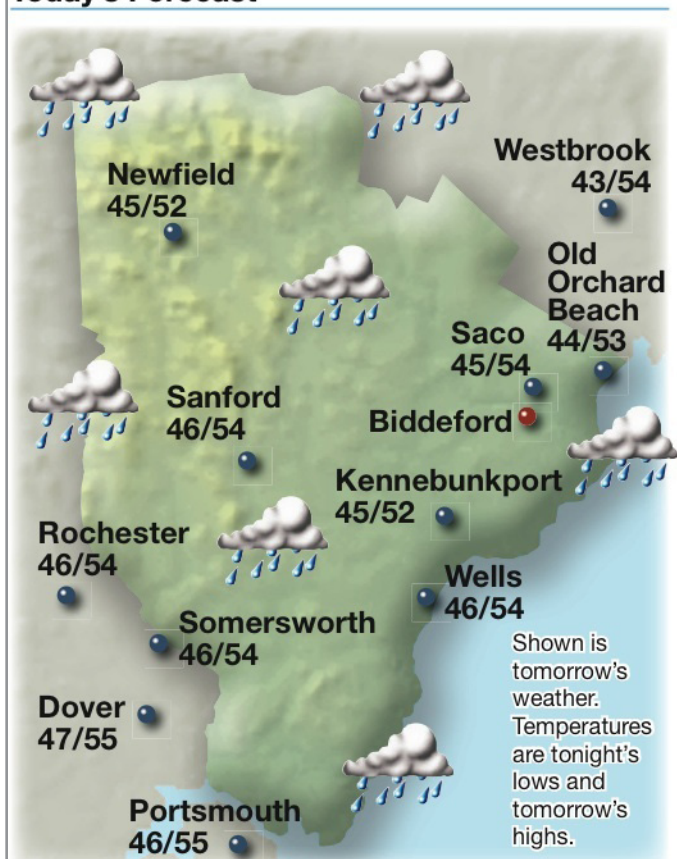 Today's Forecast
Westbrook
43/54
Newfield
45/52
Old
Orchard
Beach
44/53
Saco
45/54
Sanford
46/54
Biddeford
Kennebunkport
45/52
Rochester
46/54
Wells
46/54
Somersworth
46/54
Shown is
tomorrow's
weather.
Temperatures
are tonight's
lows and
tomorrow's
highs.
Dover
47/55
Portsmouth
46/55